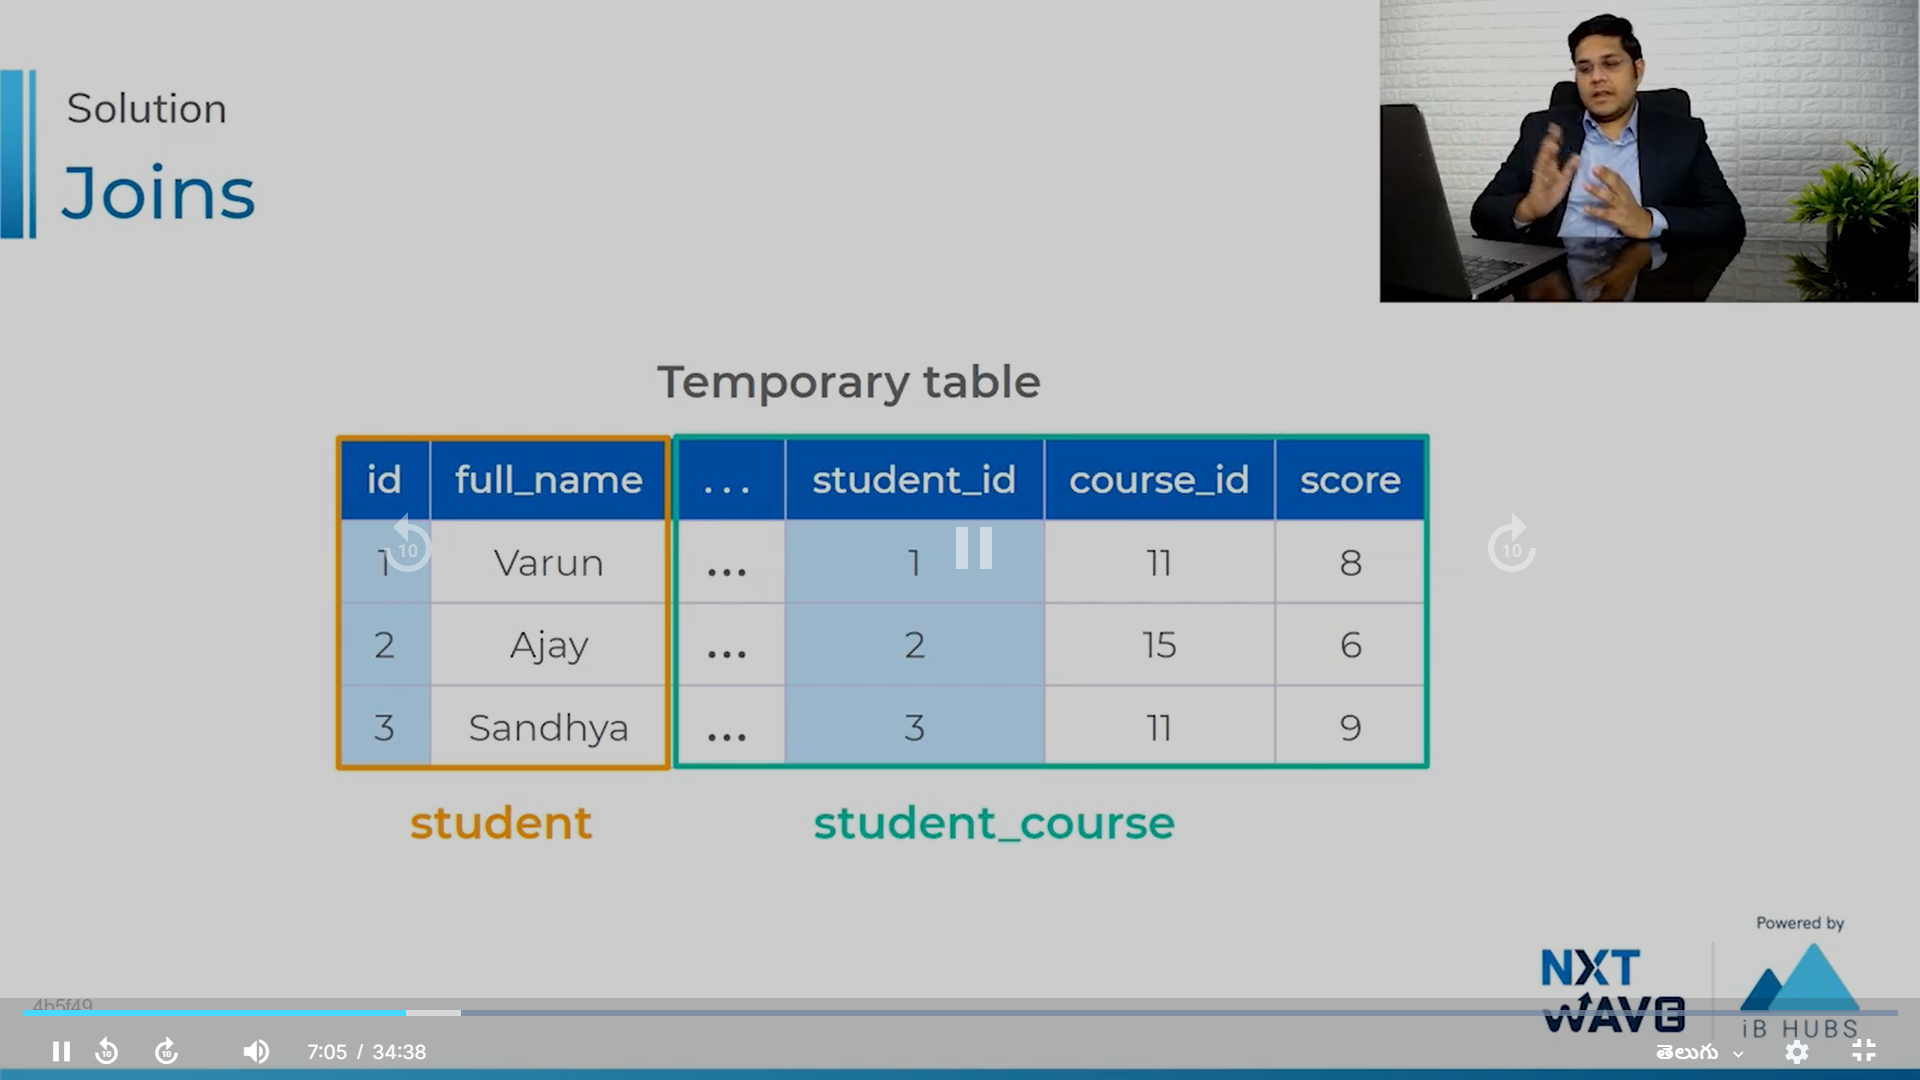 Solution
Joins
Temporary table
id full_name ... student_id course_id score
1 Varun ... 1 11 8
2 Ajay ... 2 15 6
3 Sandhya ... 3 11 9
student student_course
Powered by
NXT
WAVE
iB HUBS
4b5f49
10 10
10 10 7:05 / 34:38 తెలుగు